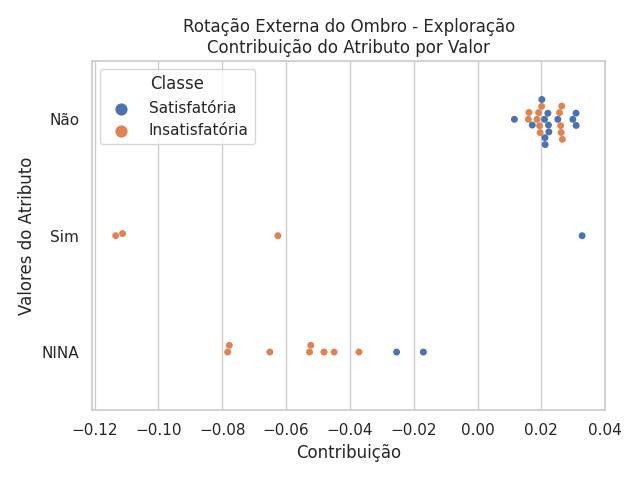 Rotação Externa do Ombro - Exploração
Contribuição do Atributo por Valor
Classe
Satisfatória
Insatisfatória
Valores do Atributo
Não
Sim
NINA
−0.12 −0.10 −0.08 −0.06 −0.04 −0.02 0.00 0.02 0.04
Contribuição